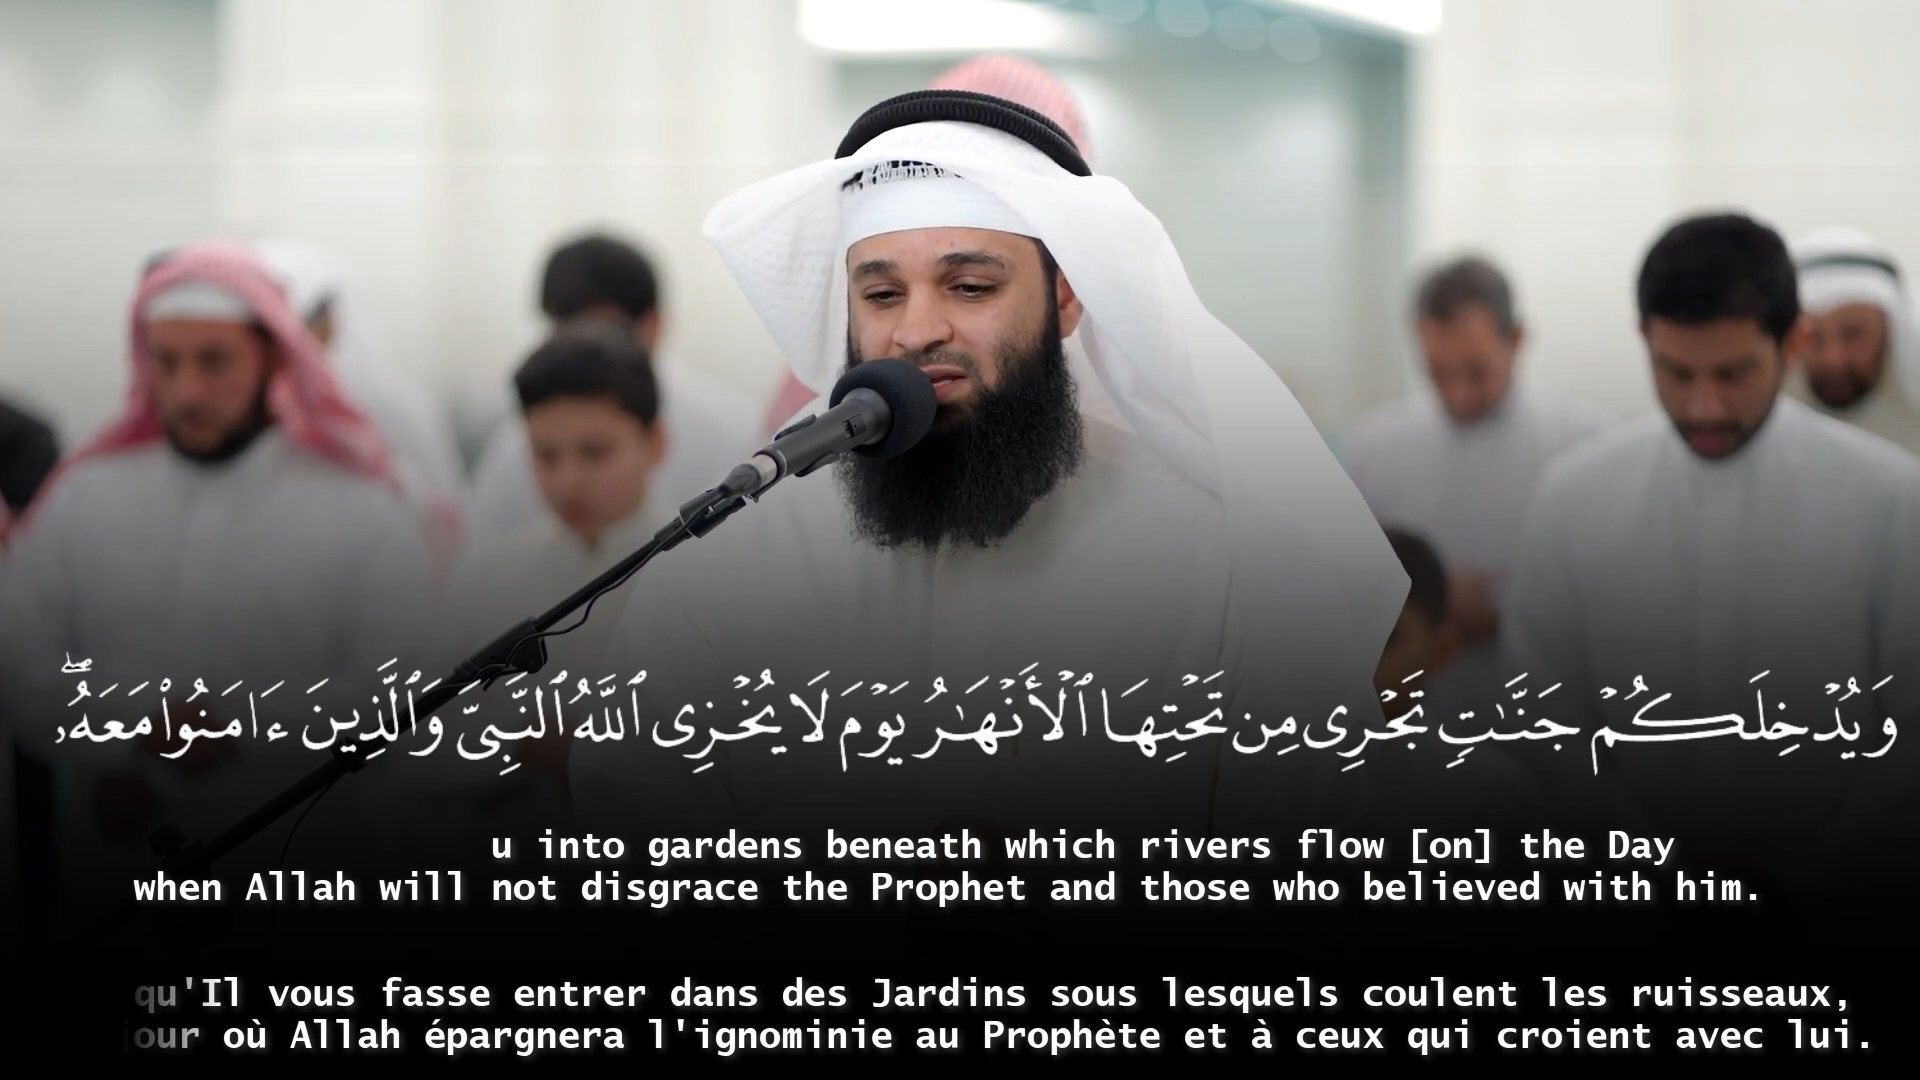 وَيُدْخِلَكُمْ جَنَّٰتٍ تَجْرِى مِن تَحْتِهَا ٱلْأَنْهَٰرُ يَوْمَ لَا يُخْزِى ٱللَّهُ ٱلنَّبِىَّ وَٱلَّذِينَ ءَامَنُوا۟ مَعَهُۥ ۖ
u into gardens beneath which rivers flow [on] the Day
when Allah will not disgrace the Prophet and those who believed with him.
qu'Il vous fasse entrer dans des Jardins sous lesquels coulent les ruisseaux,
jour où Allah épargnera l'ignominie au Prophète et à ceux qui croient avec lui.